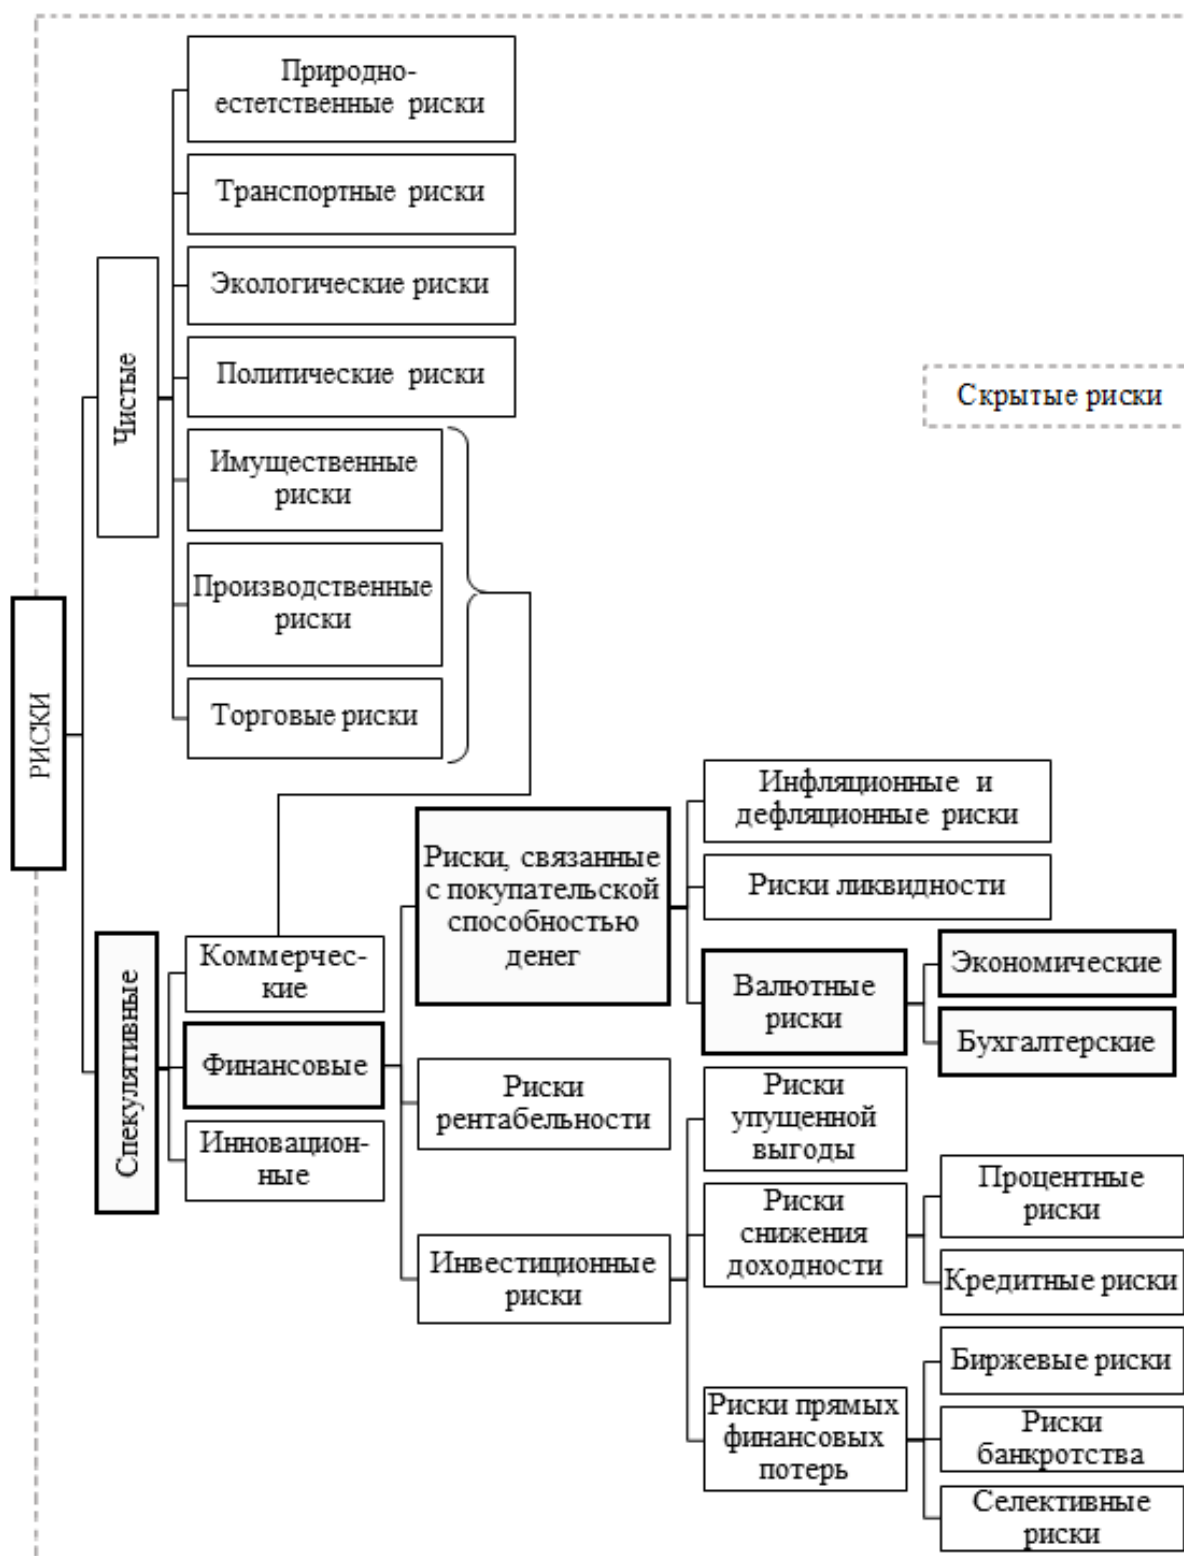 Природно-
естетственные риски
Транспортные риски
Экологические риски
Политические риски
Скрытые риски
Чистые
Имущественные
риски
Производственные
риски
Торговые риски
РИСКИ
Инфляционные и
дефляционные риски
Риски, связанные
с покупательской
способностью
денег
Риски ликвидности
Спекулятивные
Коммерчес-
кие
Валютные
риски
Экономические
Бухгалтерские
Финансовые
Риски
рентабельности
Риски
упущенной
выгоды
Инновацион-
ные
Риски
снижения
доходности
Процентные
риски
Инвестиционные
риски
Кредитные риски
Биржевые риски
Риски прямых
финансовых
потерь
Риски
банкротства
Селективные
риски